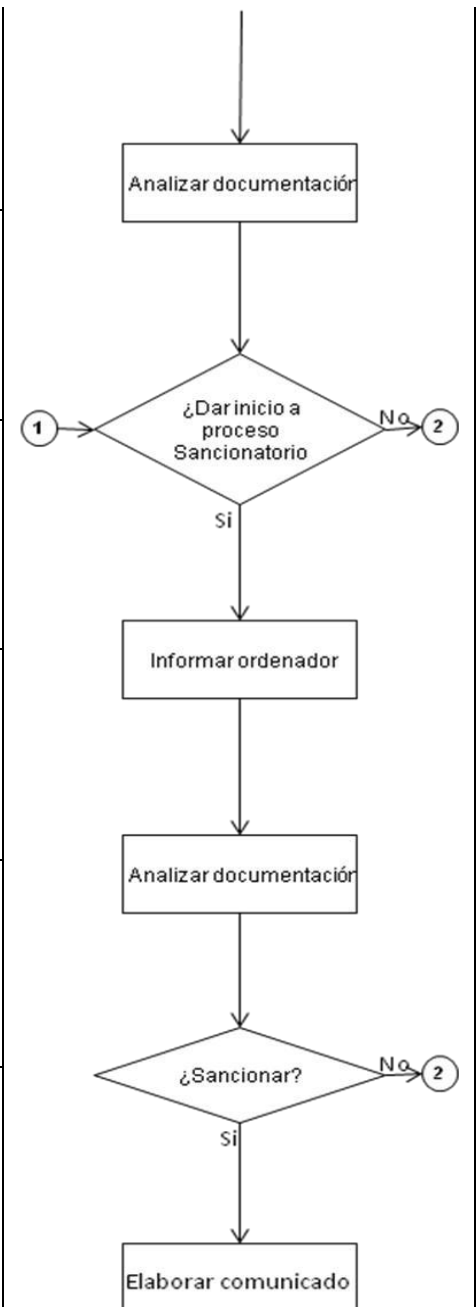 Analizar documentación
¿Dar inicio a
proceso
Sancionatorio
1
No
2
Si
Informar ordenador
Analizar documentación
¿Sancionar?
No
2
Si
Elaborar comunicado